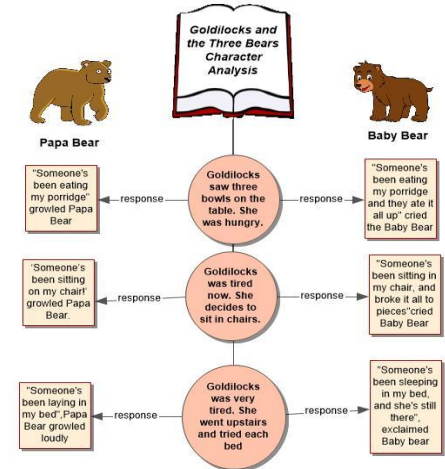 Goldilocks and
the Three Bears
Character
Analysis
Papa Bear
Baby Bear
"Someone's
been eating
my porridge"
growled Papa
Bear
response
Goldilocks
saw three
bowls on the
table. She
was hungry.
response
"Someone's
been eating
my porridge
and they ate it
all up" cried
the Baby Bear
'Someone's
been sitting
on my chair!'
growled Papa
Bear.
response
Goldilocks
was tired
now. She
decides to
sit in chairs.
response
"Someone's
been sitting in
my chair, and
broke it all to
pieces"cried
Baby Bear
"Someone's
been laying in
my bed",Papa
Bear growled
loudly
response
Goldilocks
was very
tired. She
went upstairs
and tried each
bed
response
"Someone's
been sleeping
in my bed,
and she's still
there",
exclaimed
Baby bear